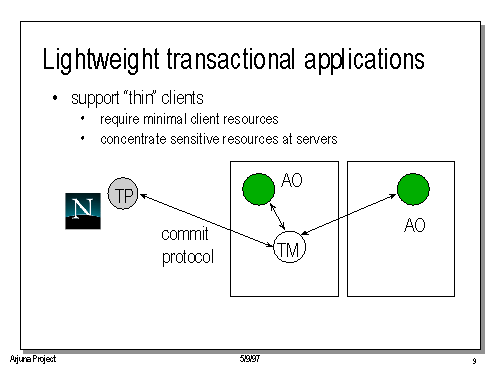 Lightweight transactional applications
• support “thin” clients
• require minimal client resources
• concentrate sensitive resources at servers
N
TP
AO
AO
commit
protocol
TM
Arjuna Project
5/9/97
9